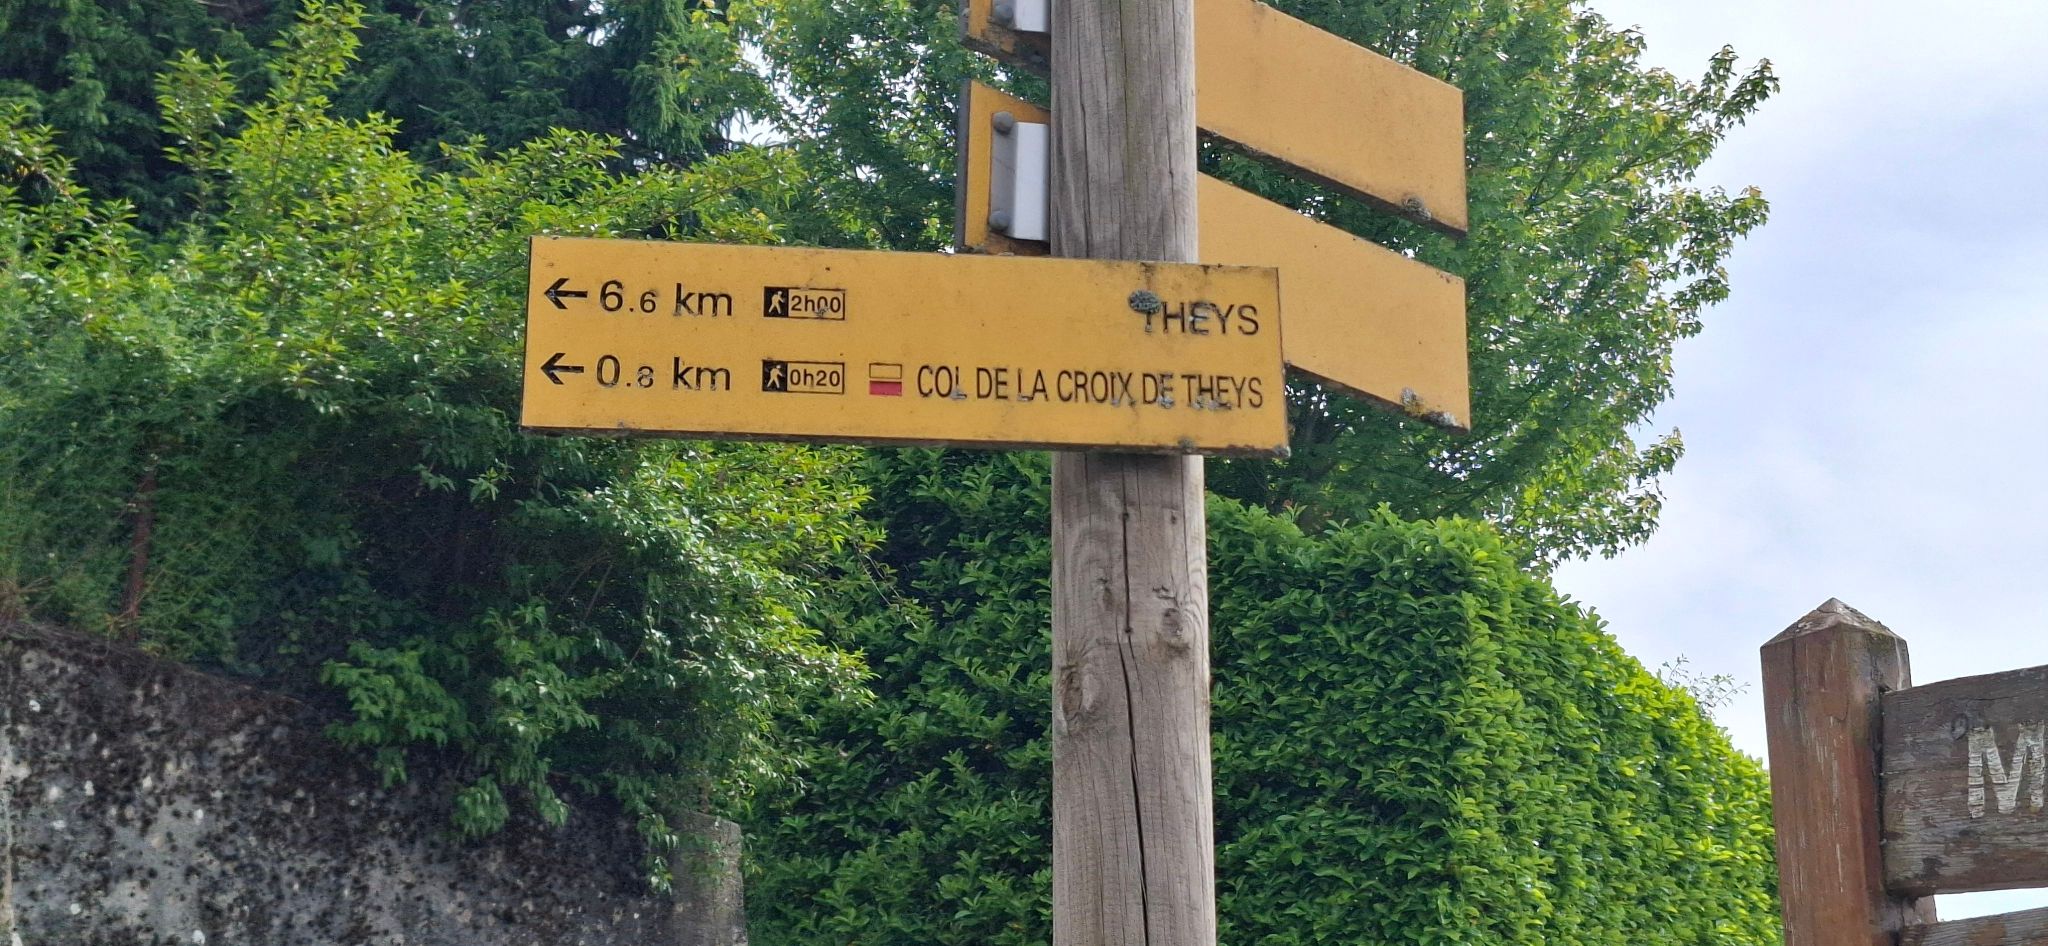 ← 6.6 km 2h00 THEYS
← 0.8 km 0h20 COL DE LA CROIX DE THEYS
M